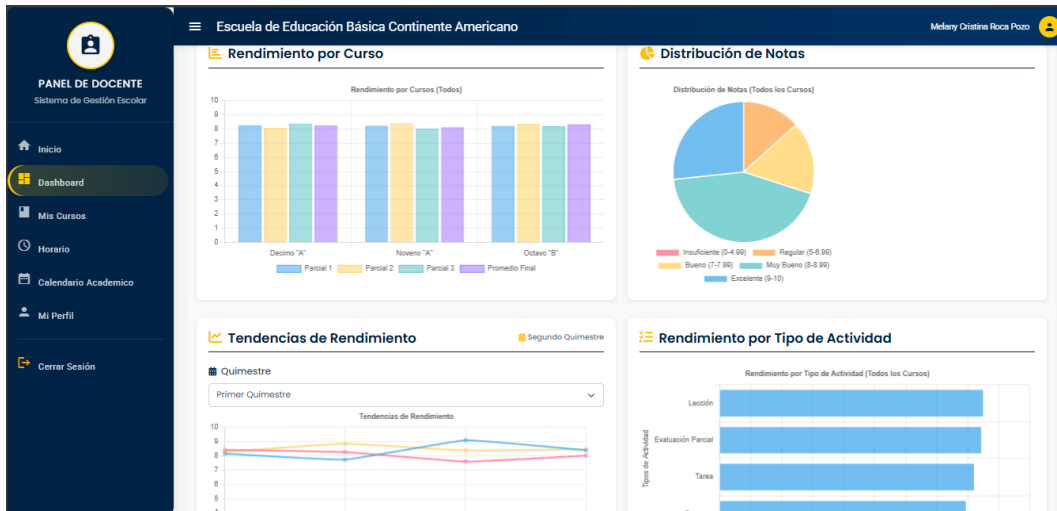 PANEL DE DOCENTE
Sistema de Gestión Escolar
Inicio
Dashboard
Mis Cursos
Horario
Calendario Academico
Mi Perfil
Cerrar Sesión
Escuela de Educación Básica Continente Americano
Melany Cristina Roca Pozo
Rendimiento por Curso
Rendimiento por Cursos (Todos)
10
9
8
7
6
5
4
3
2
1
0
Decimo "A" Noveno "A" Octavo "B"
Parcial 1 Parcial 2 Parcial 3 Promedio Final
Distribución de Notas
Distribución de Notas (Todos los Cursos)
Insuficiente (0-4.99) Regular (5-6.99)
Bueno (7-7.99) Muy Bueno (8-8.99)
Excelente (9-10)
Tendencias de Rendimiento
Segundo Quimestre
Quimestre
Primer Quimestre
Tendencias de Rendimiento
10
9
8
7
6
5
Rendimiento por Tipo de Actividad
Rendimiento por Tipo de Actividad (Todos los Cursos)
Tipos de Actividad
Lección
Evaluación Parcial
Tarea